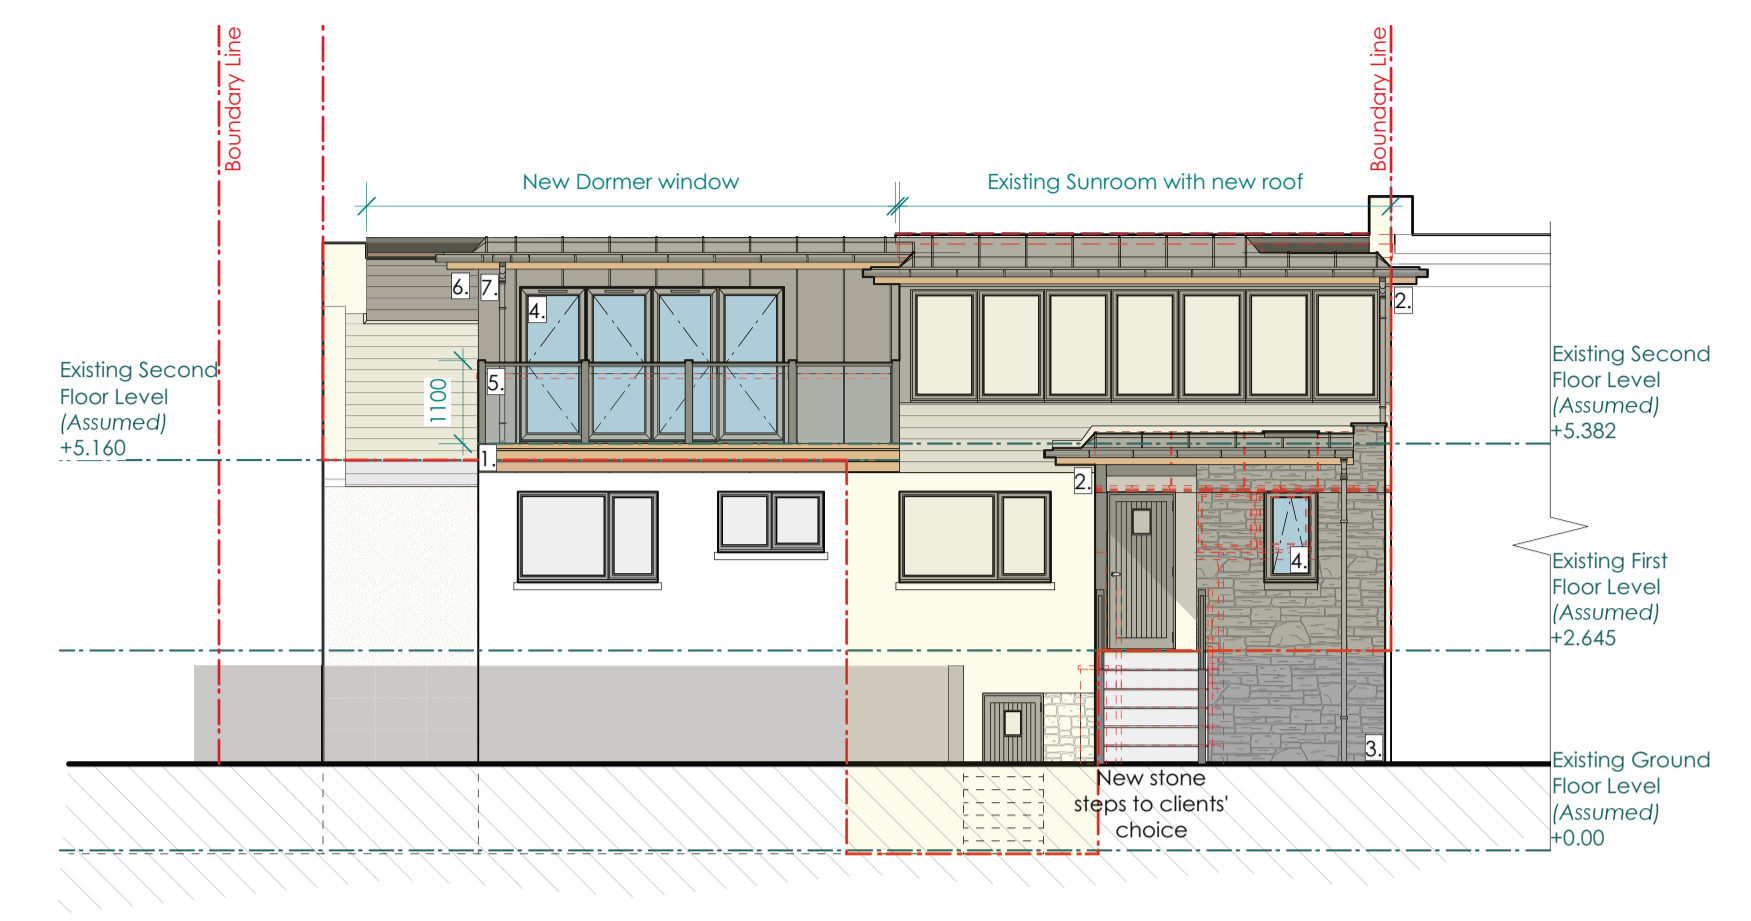 Boundary Line
Boundary Line
New Dormer window
Existing Sunroom with new roof
6.
7.
4.
2.
5.
1100
1.
2.
4.
3.
Existing Second
Floor Level
(Assumed)
+5.160
Existing Second
Floor Level
(Assumed)
+5.382
Existing First
Floor Level
(Assumed)
+2.645
Existing Ground
Floor Level
(Assumed)
+0.00
New stone
steps to clients'
choice